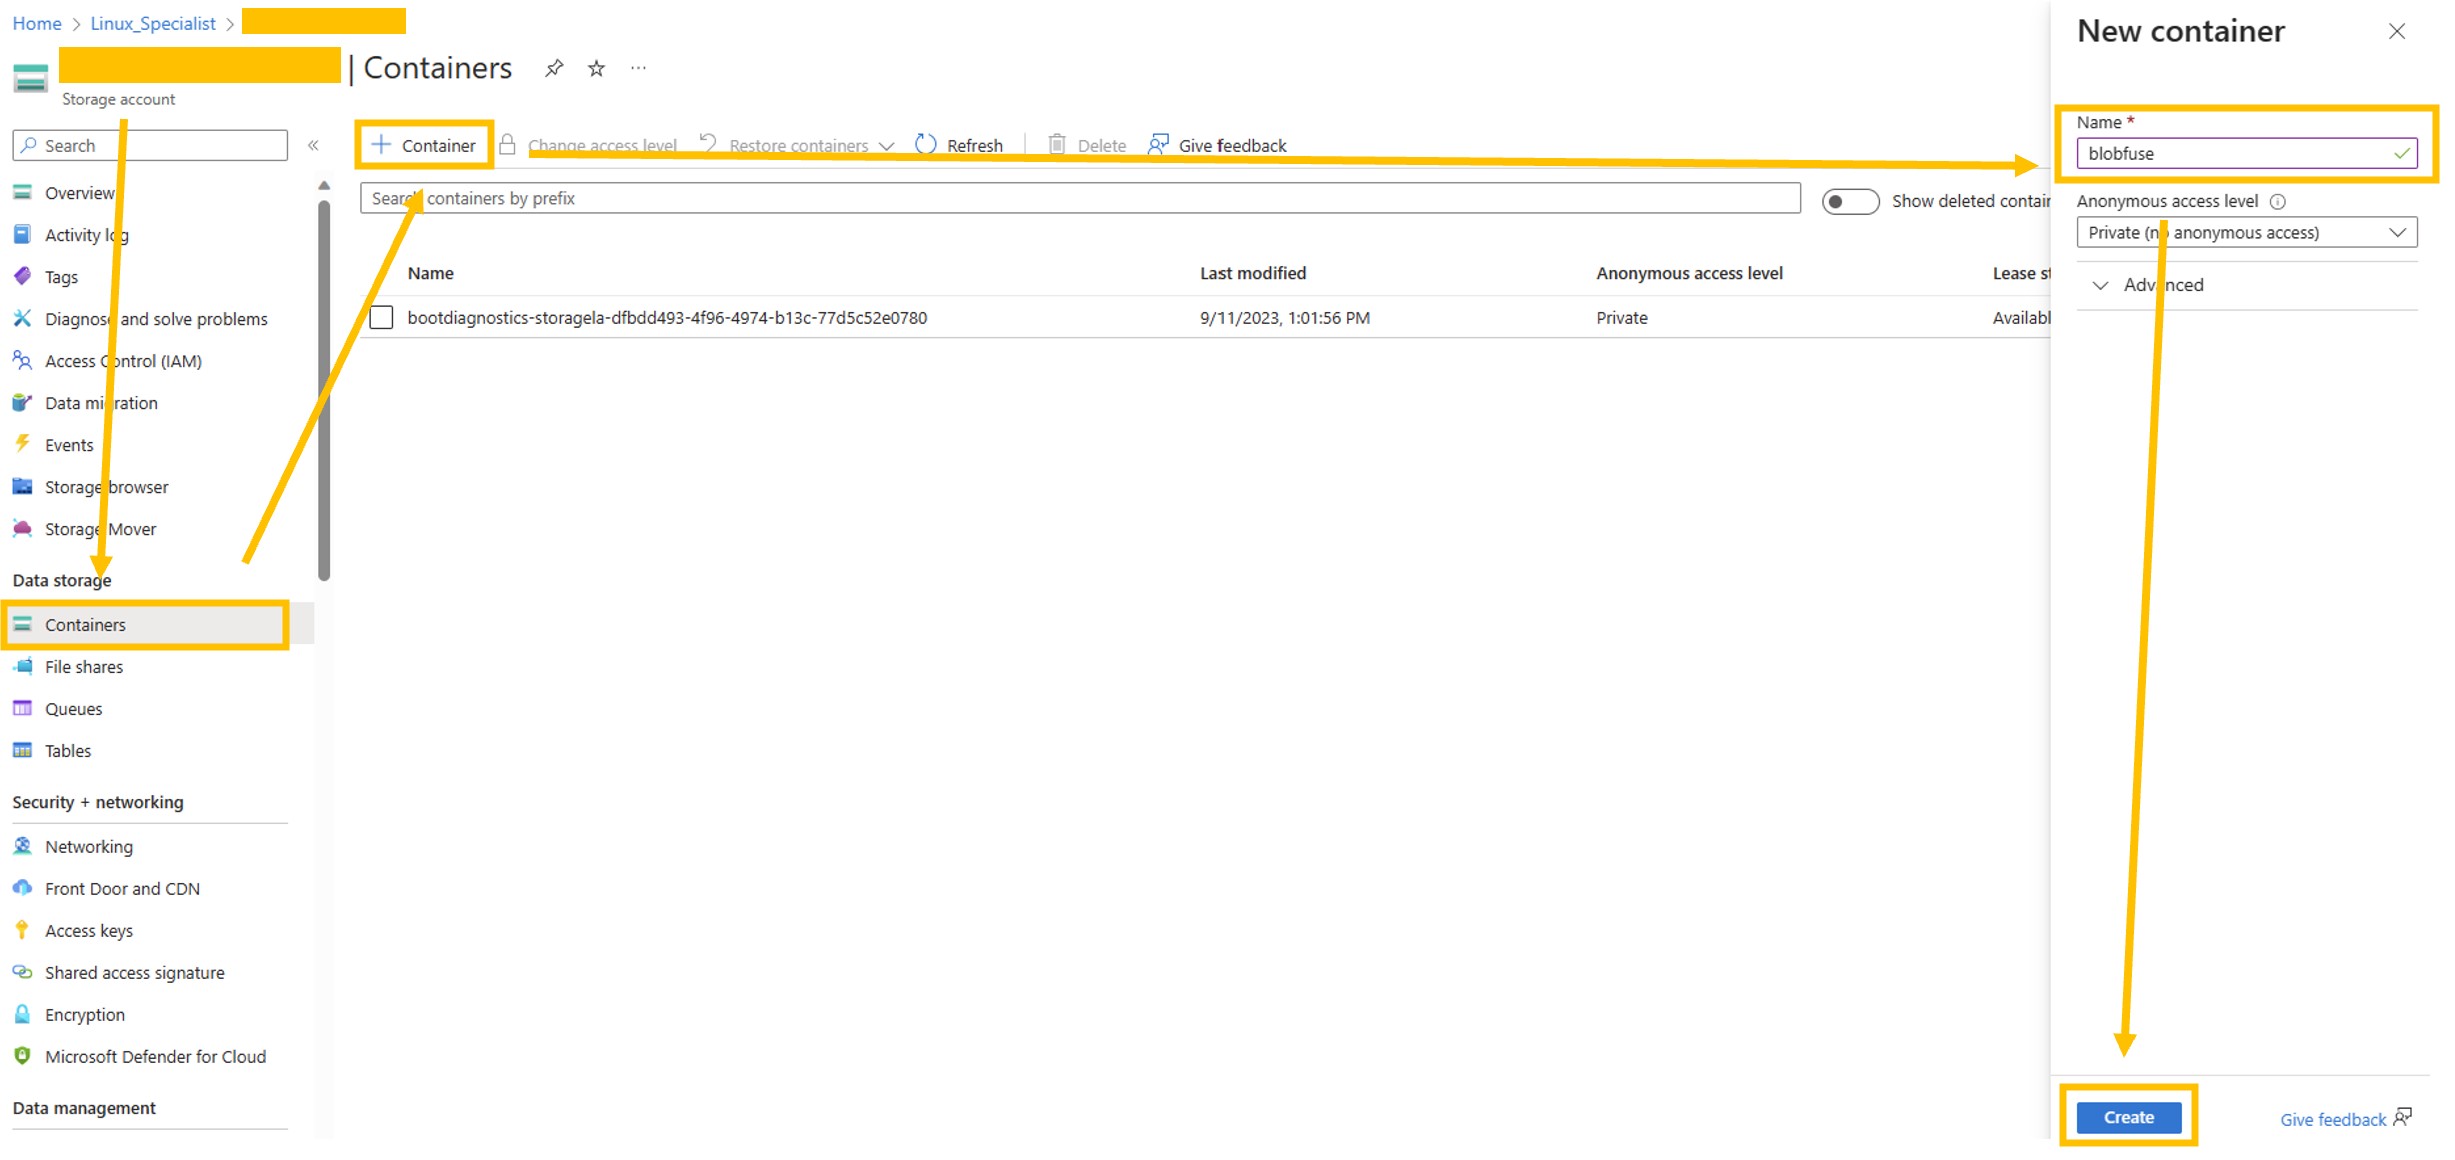 Home > Linux_Specialist >
| Containers
Storage account
Search
«
Overview
Activity log
Tags
Diagnose and solve problems
Access Control (IAM)
Data migration
Events
Storage browser
Storage Mover
Data storage
Containers
File shares
Queues
Tables
Security + networking
Networking
Front Door and CDN
Access keys
Shared access signature
Encryption
Microsoft Defender for Cloud
Data management
+ Container
Change access level
Restore containers
Refresh
Delete
Give feedback
Search containers by prefix
Show deleted contain
Name
Last modified
Anonymous access level
Lease st
bootdiagnostics-storagela-dfbdd493-4f96-4974-b13c-77d5c52e0780
9/11/2023, 1:01:56 PM
Private
Availabl
New container
Name *
blobfuse
Anonymous access level
Private (no anonymous access)
Advanced
Create
Give feedback